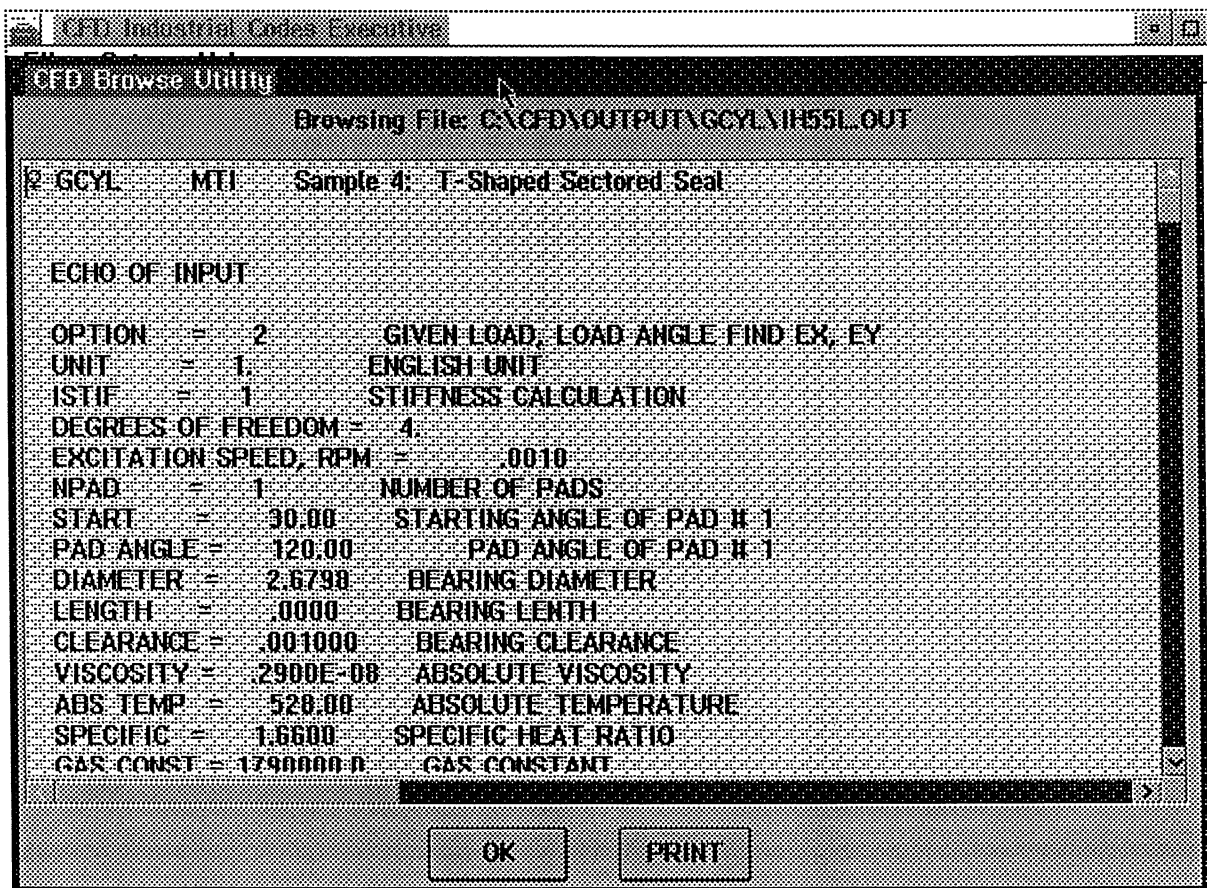 CFD Industrial Codes Executive
CFD Browse Utility
Browsing File: C:\CFD\OUTPUT\GCYL\IH55L.OUT
GCYL MTI Sample 4: T-Shaped Sectored Seal
ECHO OF INPUT
OPTION = 2 GIVEN LOAD, LOAD ANGLE FIND EX, EY
UNIT = 1. ENGLISH UNIT
ISTIF = 1 STIFFNESS CALCULATION
DEGREES OF FREEDOM = 4.
EXCITATION SPEED, RPM = .0010
NPAD = 1 NUMBER OF PADS
START = 30.00 STARTING ANGLE OF PAD # 1
PAD ANGLE = 120.00 PAD ANGLE OF PAD # 1
DIAMETER = 2.6798 BEARING DIAMETER
LENGTH = .0000 BEARING LENTH
CLEARANCE = .001000 BEARING CLEARANCE
VISCOSITY = .2900E-08 ABSOLUTE VISCOSITY
ABS TEMP = 528.00 ABSOLUTE TEMPERATURE
SPECIFIC = 1.6600 SPECIFIC HEAT RATIO
GAS CONST = 1790000.0 GAS CONSTANT
OK PRINT